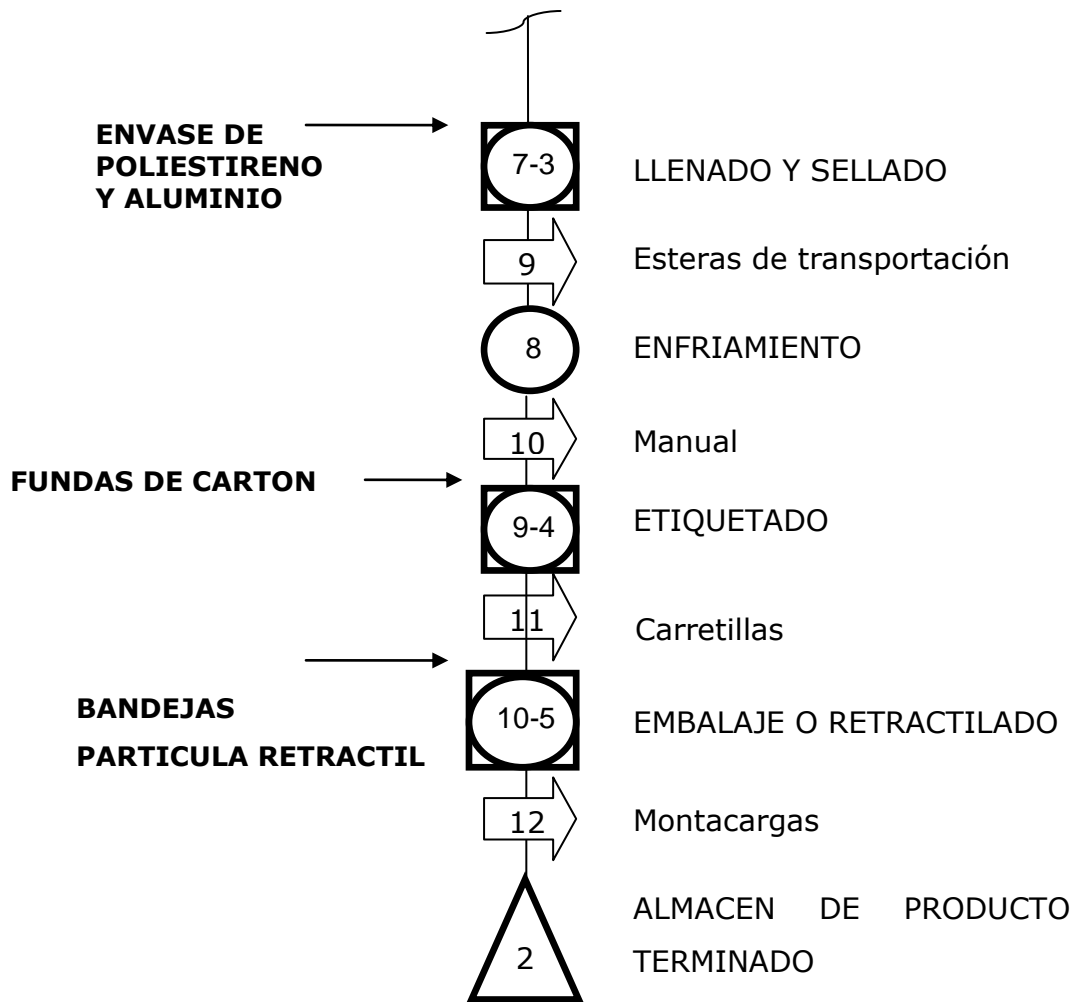 ENVASE DE
POLIESTIRENO
Y ALUMINIO
7-3
LLENADO Y SELLADO
9
Esteras de transportación
8
ENFRIAMIENTO
10
Manual
FUNDAS DE CARTON
9-4
ETIQUETADO
11
Carretillas
BANDEJAS
PARTICULA RETRACTIL
10-5
EMBALAJE O RETRACTILADO
12
Montacargas
2
ALMACEN DE PRODUCTO
TERMINADO